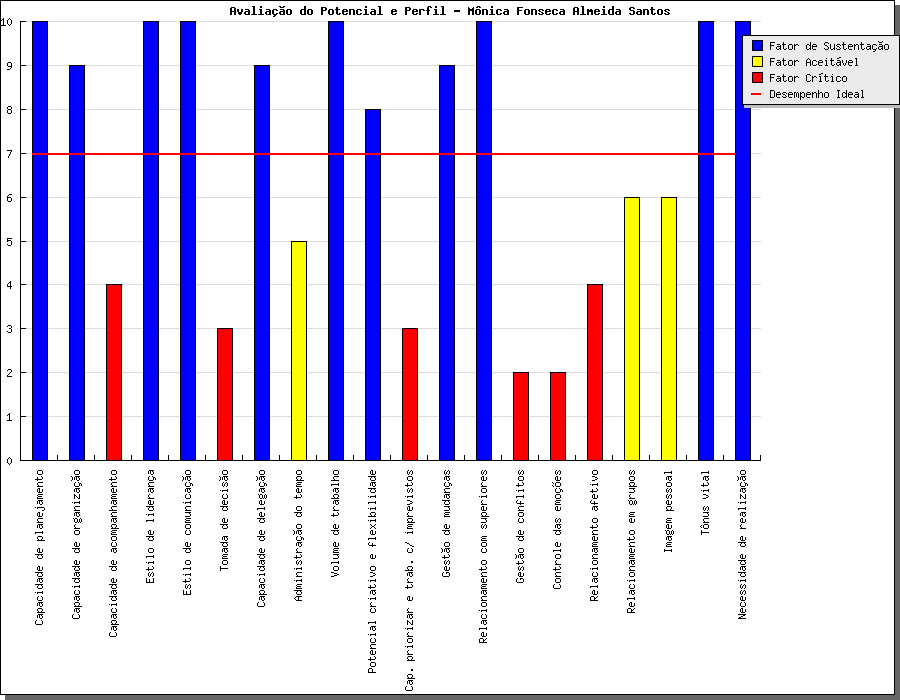 Avaliação do Potencial e Perfil - Mônica Fonseca Almeida Santos
Fator de Sustentação
Fator Aceitável
Fator Crítico
Desempenho Ideal
10
9
8
7
6
5
4
3
2
1
0
Capacidade de planejamento
Capacidade de organização
Capacidade de acompanhamento
Estilo de liderança
Estilo de comunicação
Tomada de decisão
Capacidade de delegação
Administração do tempo
Volume de trabalho
Potencial criativo e flexibilidade
Cap. priorizar e trab. c/ imprevistos
Gestão de mudanças
Relacionamento com superiores
Gestão de conflitos
Controle das emoções
Relacionamento afetivo
Relacionamento em grupos
Imagem pessoal
Tônus vital
Necessidade de realização